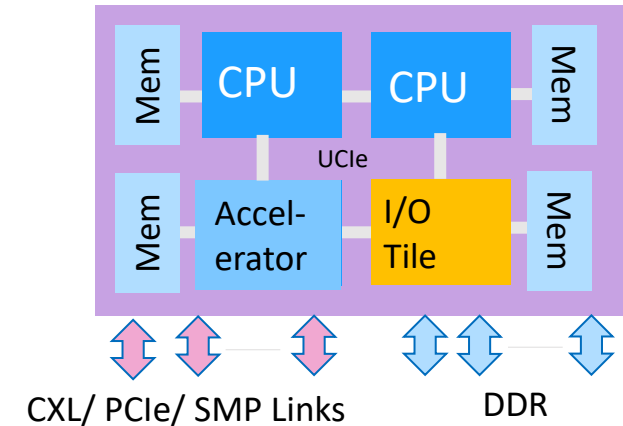 Mem
CPU
CPU
Mem
UCIe
Mem
Accel-
erator
I/O
Tile
Mem
CXL/ PCIe/ SMP Links
DDR